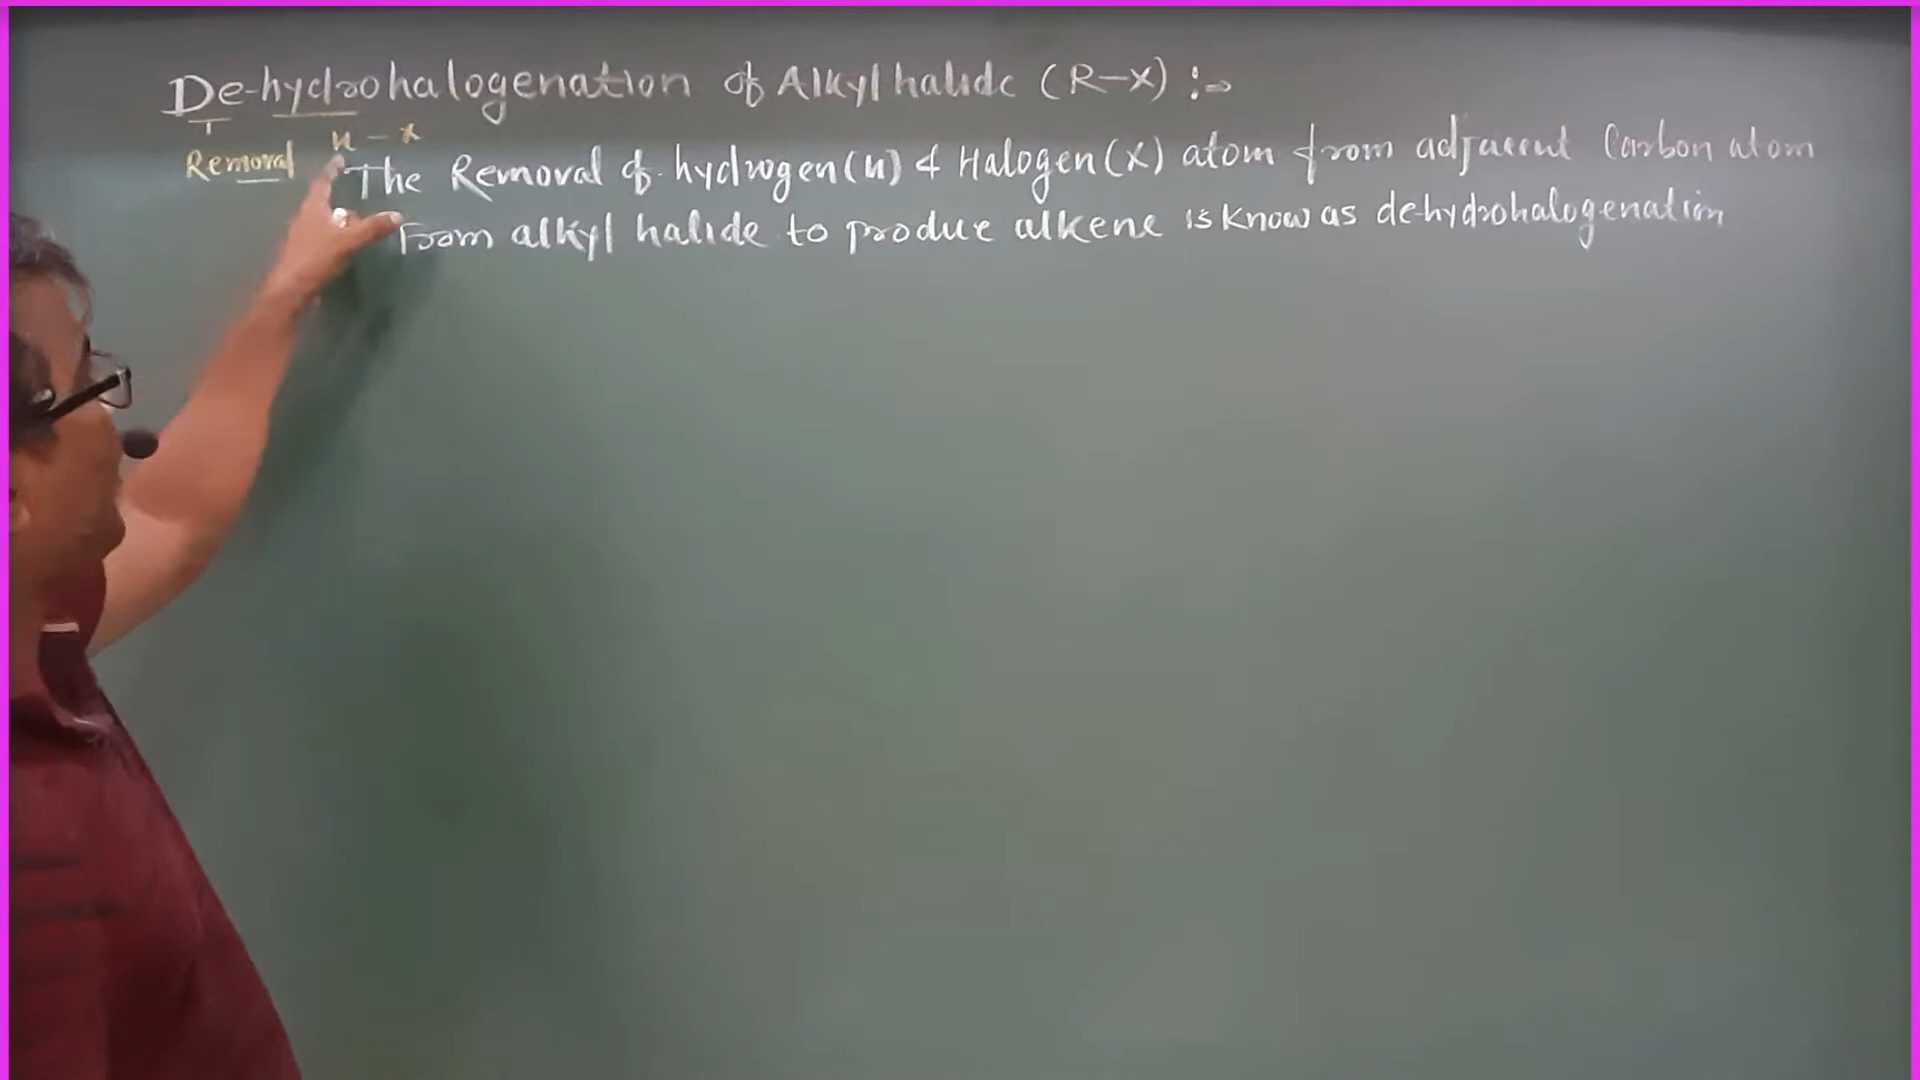 De-hydrohalogenation of Alkyl halide (R-X) :-
Removal H - X
The Removal of hydrogen (H) & Halogen (X) atom from adjacent Carbon atom
From alkyl halide to produce alkene is know as dehydrohalogenation